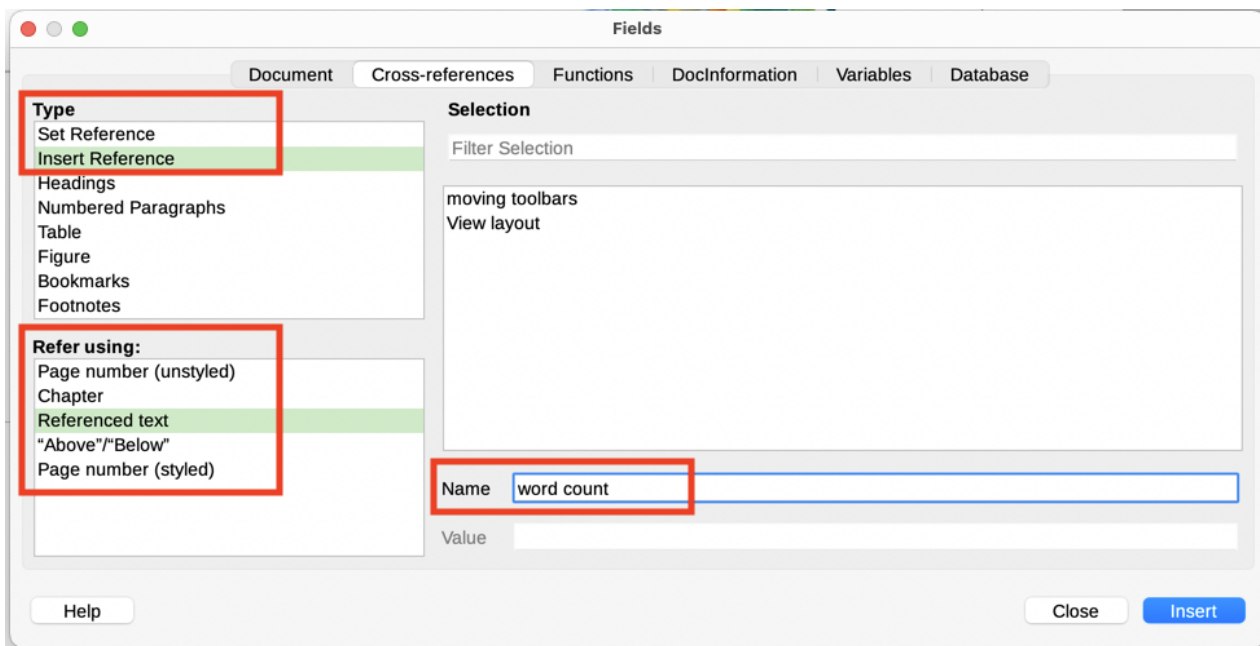 Fields
Document Cross-references Functions DocInformation Variables Database
Type
Set Reference
Insert Reference
Headings
Numbered Paragraphs
Table
Figure
Bookmarks
Footnotes
Refer using:
Page number (unstyled)
Chapter
Referenced text
“Above”/“Below”
Page number (styled)
Selection
Filter Selection
moving toolbars
View layout
Name word count
Value
Help Close Insert